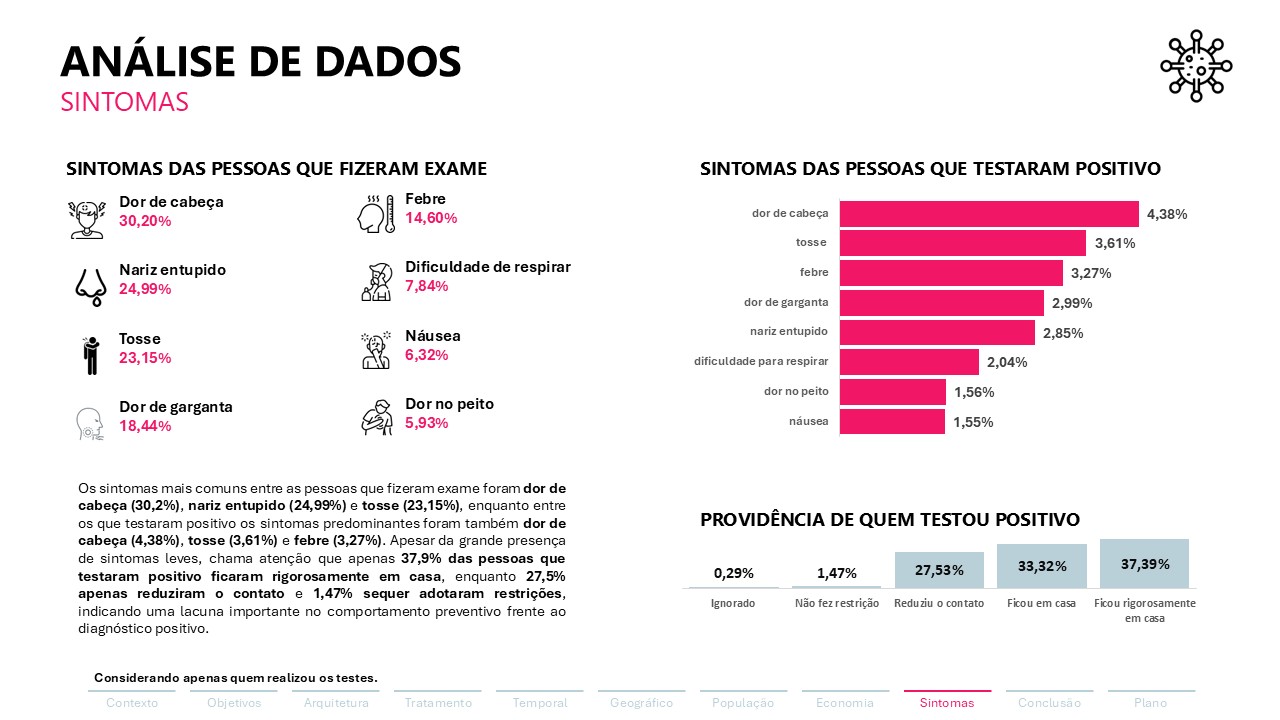 ANÁLISE DE DADOS
SINTOMAS
SINTOMAS DAS PESSOAS QUE FIZERAM EXAME
Dor de cabeça
30,20%
Nariz entupido
24,99%
Tosse
23,15%
Dor de garganta
18,44%
Febre
14,60%
Dificuldade de respirar
7,84%
Náusea
6,32%
Dor no peito
5,93%
Os sintomas mais comuns entre as pessoas que fizeram exame foram dor de
cabeça (30,2%), nariz entupido (24,99%) e tosse (23,15%), enquanto entre
os que testaram positivo os sintomas predominantes foram também dor de
cabeça (4,38%), tosse (3,61%) e febre (3,27%). Apesar da grande presença
de sintomas leves, chama atenção que apenas 37,9% das pessoas que
testaram positivo ficaram rigorosamente em casa, enquanto 27,5%
apenas reduziram o contato e 1,47% sequer adotaram restrições,
indicando uma lacuna importante no comportamento preventivo frente ao
diagnóstico positivo.
SINTOMAS DAS PESSOAS QUE TESTARAM POSITIVO
dor de cabeça 4,38%
tosse 3,61%
febre 3,27%
dor de garganta 2,99%
nariz entupido 2,85%
dificuldade para respirar 2,04%
dor no peito 1,56%
náusea 1,55%
PROVIDÊNCIA DE QUEM TESTOU POSITIVO
0,29% 1,47% 27,53% 33,32% 37,39%
Ignorado Não fez restrição Reduziu o contato Ficou em casa Ficou rigorosamente
em casa
Considerando apenas quem realizou os testes.
Contexto Objetivos Arquitetura Tratamento Temporal Geográfico População Economia Sintomas Conclusão Plano